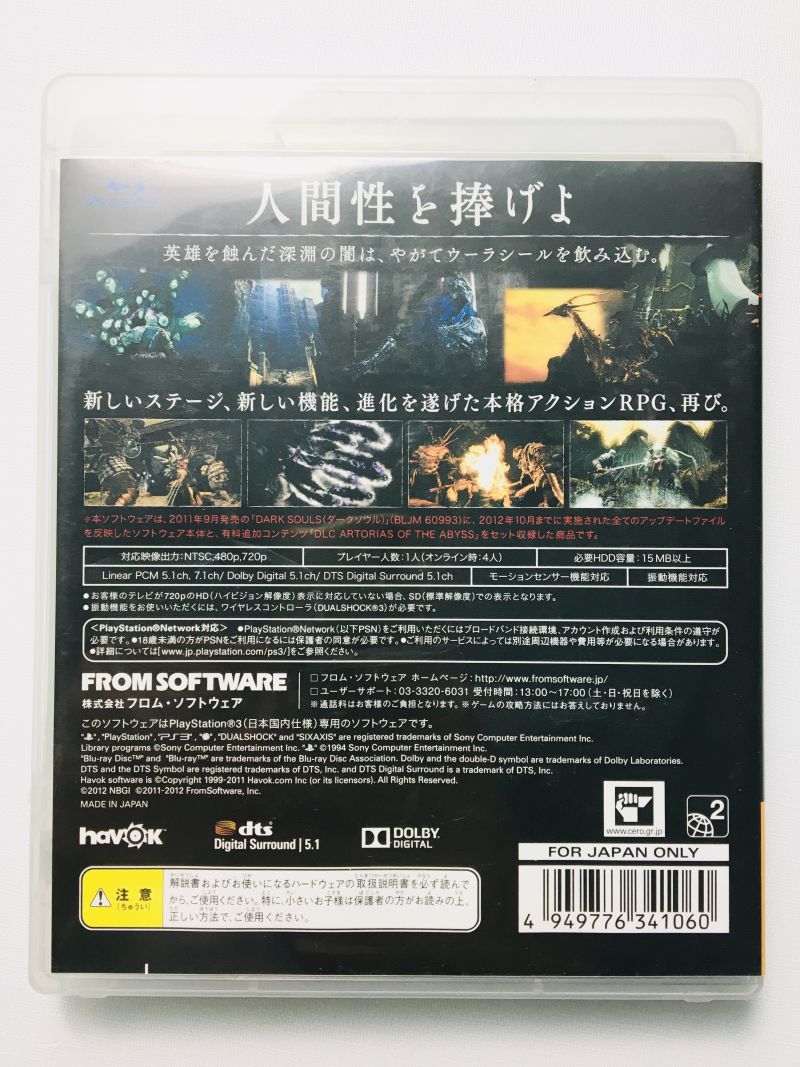 人間性を捧げよ
英雄を蝕んだ深淵の闇は、やがてウーラシールを飲み込む。
新しいステージ、新しい機能、進化を遂げた本格アクションRPG、再び。
※本ソフトウェアは、2011年9月発売の「DARK SOULS(ダークソウル)」(BLJM 60993)に、2012年10月までに実施された全てのアップデートファイル
を反映したソフトウェア本体と、有料追加コンテンツ「DLC ARTORIAS OF THE ABYSS」をセット収録した商品です。
対応映像出力:NTSC,480p,720p プレイヤー人数:1人(オンライン時:4人) 必要HDD容量:15MB以上
Linear PCM 5.1ch, 7.1ch/ Dolby Digital 5.1ch/ DTS Digital Surround 5.1ch モーションセンサー機能対応 振動機能対応
●お客様のテレビが720pのHD(ハイビジョン解像度)表示に対応していない場合、SD(標準解像度)での表示となります。
●振動機能をお使いいただくには、ワイヤレスコントローラ(DUALSHOCK®3)が必要です。
<PlayStation®Network対応> ●PlayStation®Network(以下PSN)をご利用いただくにはブロードバンド接続環境、アカウント作成および利用条件の遵守が
必要です。●18歳未満の方がPSNをご利用になるには保護者の同意が必要です。●ご利用のサービスによっては別途周辺機器や費用等が必要になる場合があります。
●詳細については[www.jp.playstation.com/ps3/]をご参照ください。
FROM SOFTWARE
株式会社フロム・ソフトウェア
□フロム・ソフトウェア ホームページ:http://www.fromsoftware.jp/
□ユーザーサポート:03-3320-6031 受付時間:13:00〜17:00(土・日・祝日を除く)
※通話料はお客様のご負担となります。※ゲームの攻略方法にはお答えしておりません。
このソフトウェアはPlayStation®3(日本国内仕様)専用のソフトウェアです。
" ", "PlayStation", "PS3", " ", "DUALSHOCK" and "SIXAXIS" are registered trademarks of Sony Computer Entertainment Inc.
Library programs ©Sony Computer Entertainment Inc. " " ©1994 Sony Computer Entertainment Inc.
"Blu-ray Disc™" and "Blu-ray™" are trademarks of the Blu-ray Disc Association. Dolby and the double-D symbol are trademarks of Dolby Laboratories.
DTS and the DTS Symbol are registered trademarks of DTS, Inc. and DTS Digital Surround is a trademark of DTS, Inc.
Havok software is ©Copyright 1999-2011 Havok.com Inc (or its licensors). All Rights Reserved.
©2012 NBGI ©2011-2012 FromSoftware, Inc.
MADE IN JAPAN
havok
dts
Digital Surround | 5.1
DOLBY
DIGITAL
www.cero.gr.jp
2
FOR JAPAN ONLY
4 949776 341060
注意
(ちゅうい)
解説書およびお使いになるハードウェアの取扱説明書を必ず読んで
から、ご使用ください。特に、小さいお子様は保護者の方がお読みの上、
正しい方法で、ご使用ください。